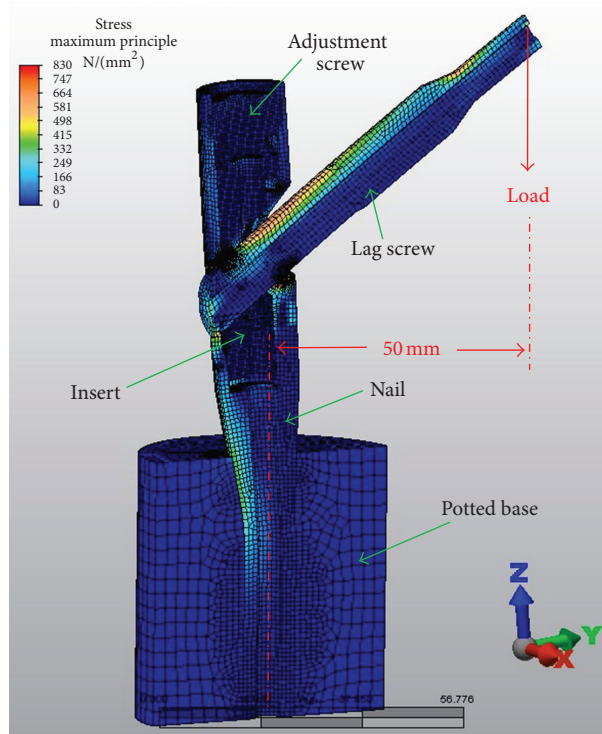 Stress
maximum principle
N/(mm²)
830
747
664
581
498
415
332
249
166
83
0
Adjustment
screw
Load
Lag screw
50 mm
Insert
Nail
Potted base
Z
Y
X
56.776